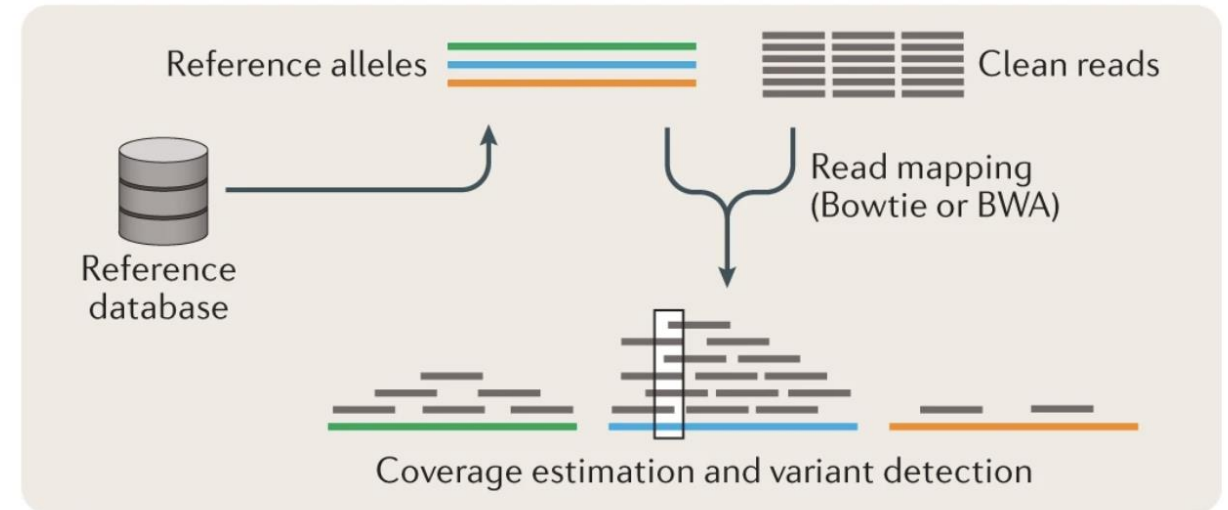 Reference alleles
Clean reads
Read mapping
(Bowtie or BWA)
Reference
database
Coverage estimation and variant detection